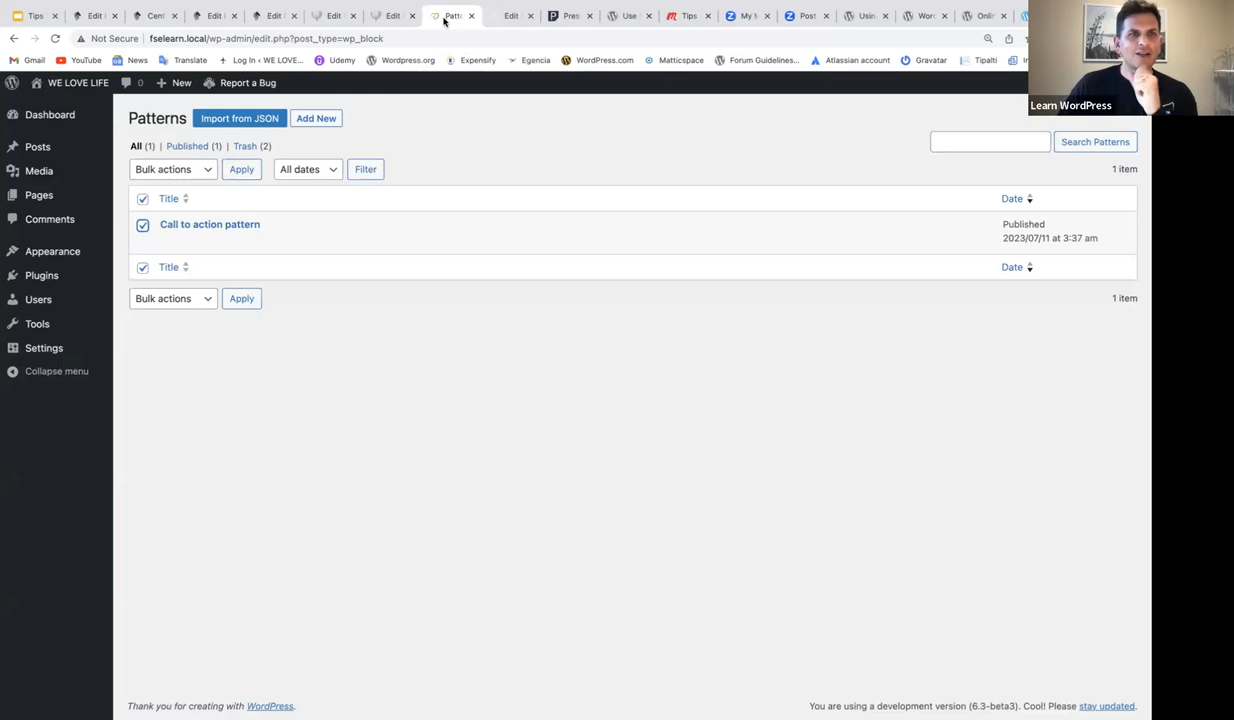 Tips
Edit
Cent
Edit
Edit
Edit
Edit
Patte
Edit
Pres
Use
Tips
My
Post
Using
Word
Onlin
Not Secure
fselearn.local/wp-admin/edit.php?post_type=wp_block
Gmail
YouTube
News
Translate
Log In ‹ WE LOVE...
Udemy
Wordpress.org
Expensify
Egencia
WordPress.com
Matticspace
Forum Guidelines...
Atlassian account
Gravatar
Tipalti
WE LOVE LIFE
0
New
Report a Bug
Learn WordPress
Dashboard
Posts
Media
Pages
Comments
Appearance
Plugins
Users
Tools
Settings
Collapse menu
Patterns
Import from JSON
Add New
All (1) | Published (1) | Trash (2)
Search Patterns
Bulk actions
Apply
All dates
Filter
1 item
Title
Date
Call to action pattern
Published
2023/07/11 at 3:37 am
Title
Date
Bulk actions
Apply
1 item
Thank you for creating with WordPress.
You are using a development version (6.3-beta3). Cool! Please stay updated.